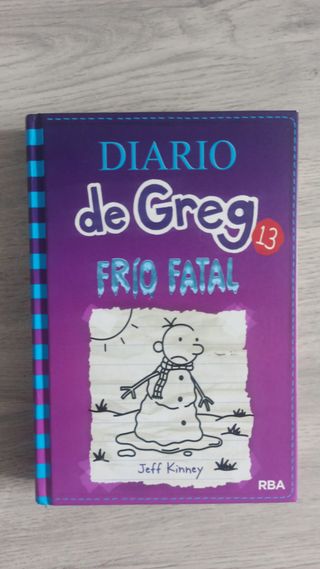 DIARIO
de Greg
13
FRÍO FATAL
Jeff Kinney
RBA